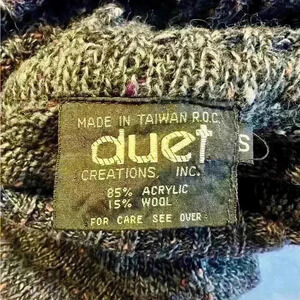 MADE IN TAIWAN R.O.C.
duet
S
CREATIONS, INC.
85% ACRYLIC
15% WOOL
FOR CARE SEE OVER